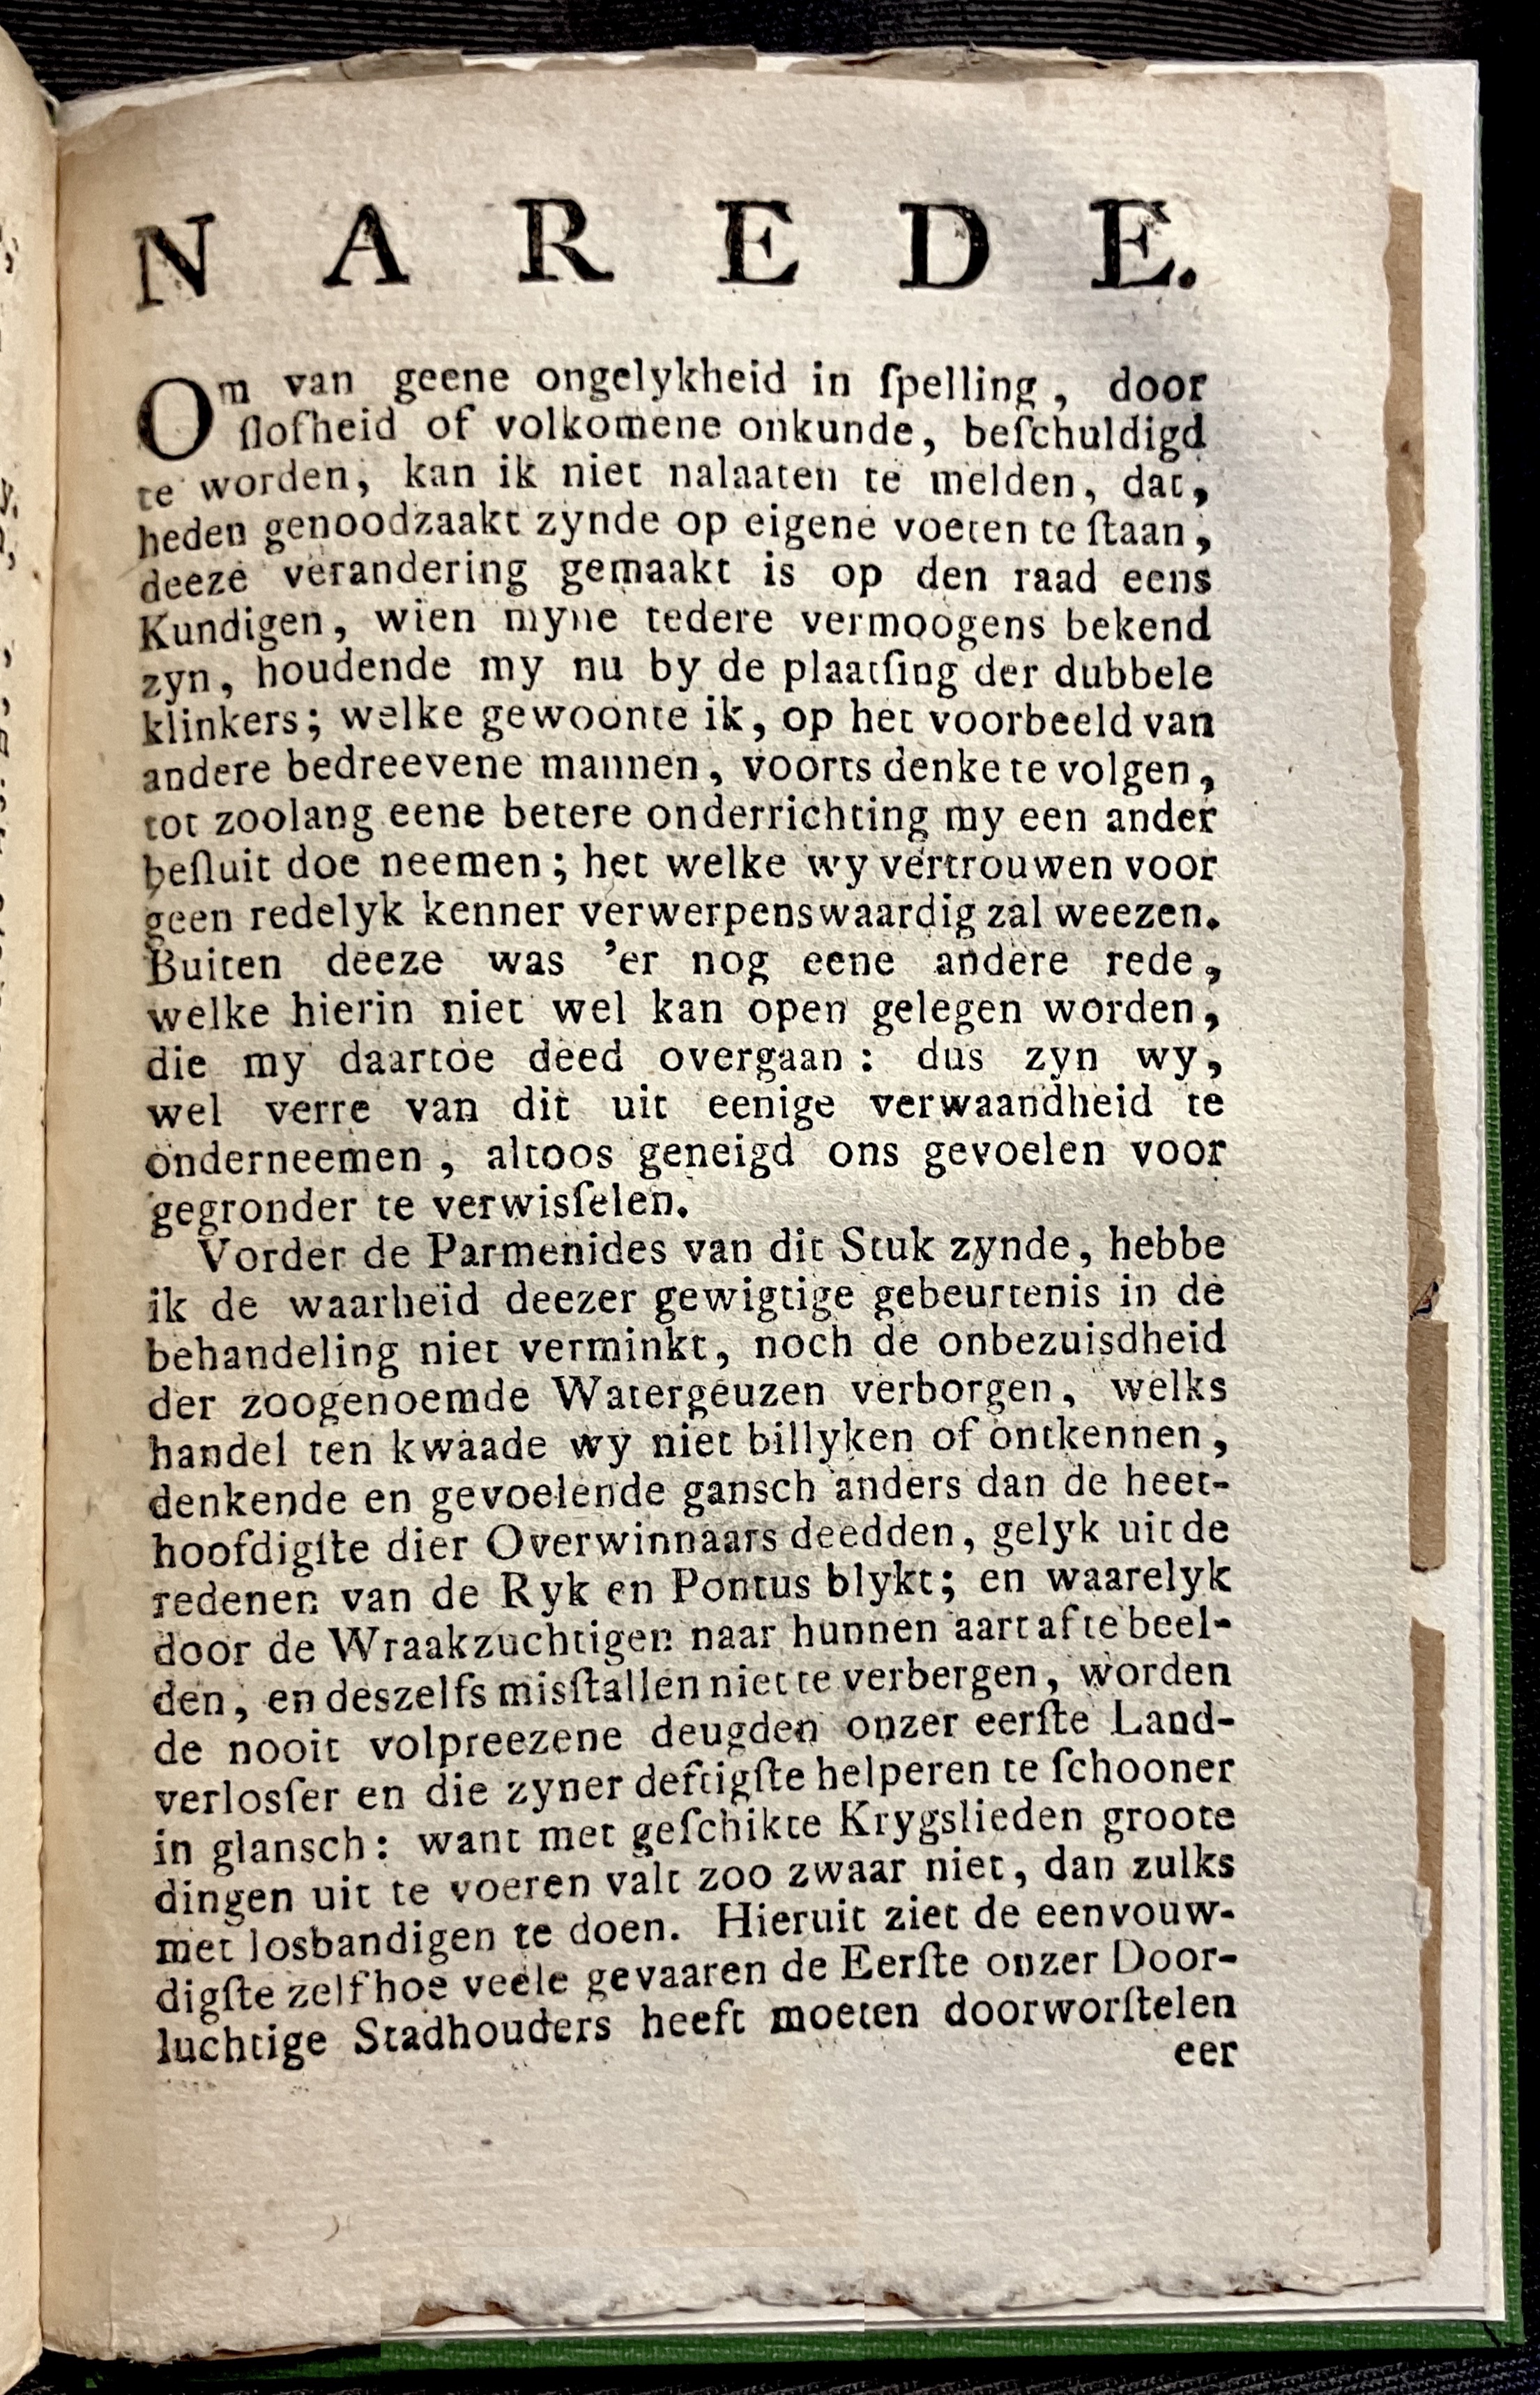 NAREDE.
Om van geene ongelykheid in ſpelling, door
ſlofheid of volkomene onkunde, beſchuldigd
te worden, kan ik niet nalaaten te melden, dat,
heden genoodzaakt zynde op eigene voeten te ſtaan,
deeze verandering gemaakt is op den raad eens
Kundigen, wien myne tedere vermoogens bekend
zyn, houdende my nu by de plaatſing der dubbele
klinkers; welke gewoonte ik, op het voorbeeld van
andere bedreevene mannen, voorts denke te volgen,
tot zoolang eene betere onderrichting my een ander
beſluit doe neemen; het welke wy vertrouwen voor
geen redelyk kenner verwerpenswaardig zal weezen.
Buiten deeze was 'er nog eene andere rede,
welke hierin niet wel kan open gelegen worden,
die my daartoe deed overgaan: dus zyn wy,
wel verre van dit uit eenige verwaandheid te
onderneemen, altoos geneigd ons gevoelen voor
gegronder te verwisſelen.
Vorder de Parmenides van dit Stuk zynde, hebbe
ik de waarheid deezer gewigtige gebeurtenis in de
behandeling niet verminkt, noch de onbezuisdheid
der zoogenoemde Watergeuzen verborgen, welks
handel ten kwaade wy niet billyken of ontkennen,
denkende en gevoelende gansch anders dan de heet-
hoofdigſte dier Overwinnaars deedden, gelyk uit de
redenen van de Ryk en Pontus blykt; en waarelyk
door de Wraakzuchtigen naar hunnen aart af te beel-
den, en deszelfs misſtallen niet te verbergen, worden
de nooit volpreezene deugden onzer eerſte Land-
verlosſer en die zyner deftigſte helperen te ſchooner
in glansch: want met geſchikte Krygslieden groote
dingen uit te voeren valt zoo zwaar niet, dan zulks
met losbandigen te doen. Hieruit ziet de eenvouw-
digſte zelf hoe veele gevaaren de Eerſte onzer Door-
luchtige Stadhouders heeft moeten doorworſtelen
eer